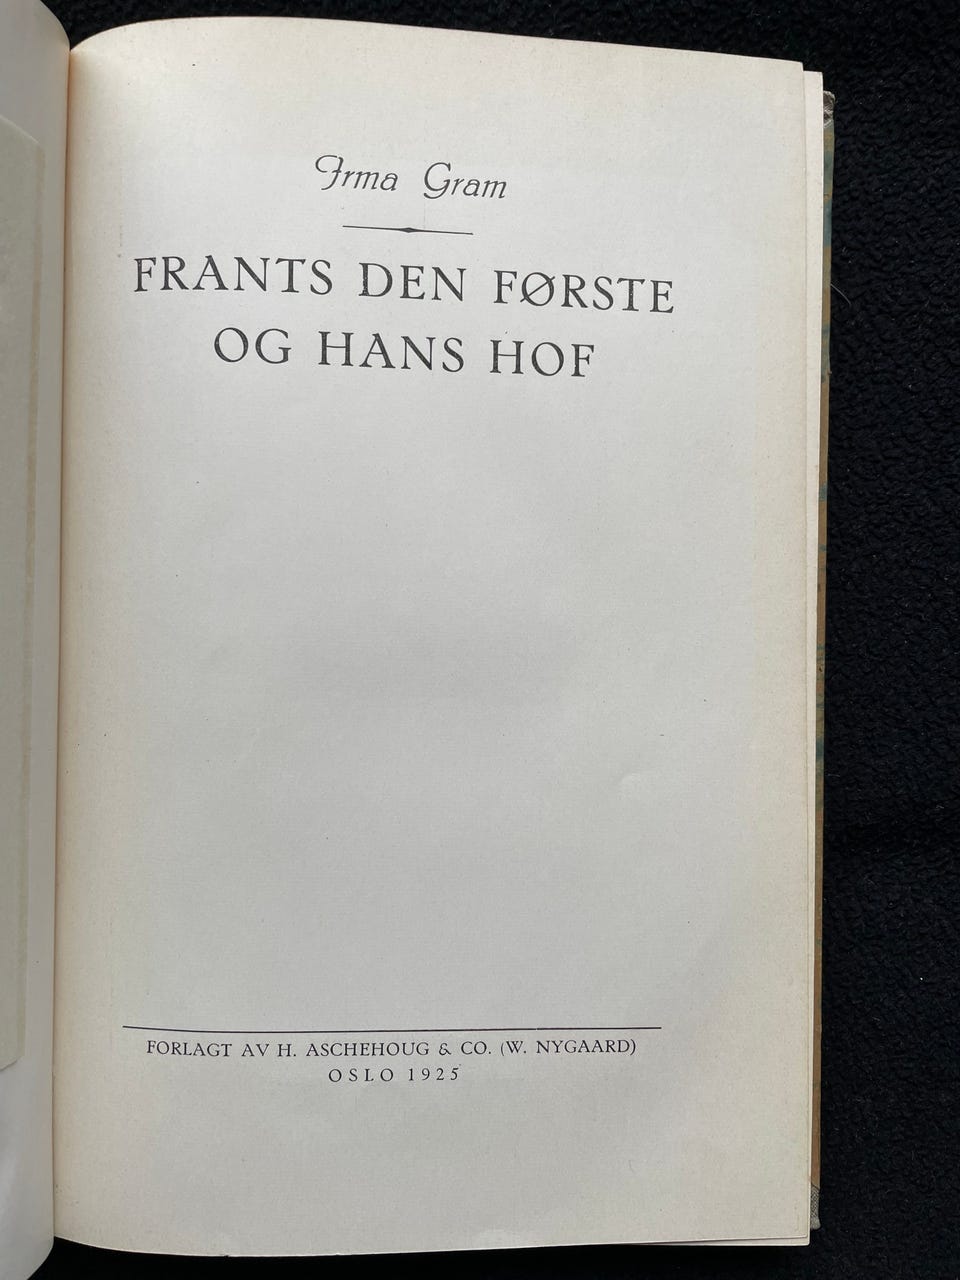 Irma Gram
FRANTS DEN FØRSTE
OG HANS HOF
FORLAGT AV H. ASCHEHOUG & CO. (W. NYGAARD)
OSLO 1925